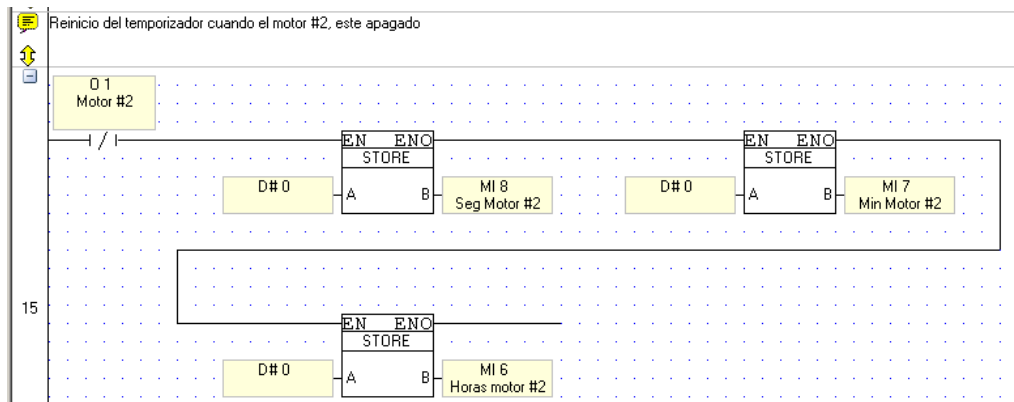 Reinicio del temporizador cuando el motor #2, este apagado
O 1
Motor #2
EN ENO
STORE
D# 0
A B
MI 8
Seg Motor #2
EN ENO
STORE
D# 0
A B
MI 7
Min Motor #2
15
EN ENO
STORE
D# 0
A B
MI 6
Horas motor #2